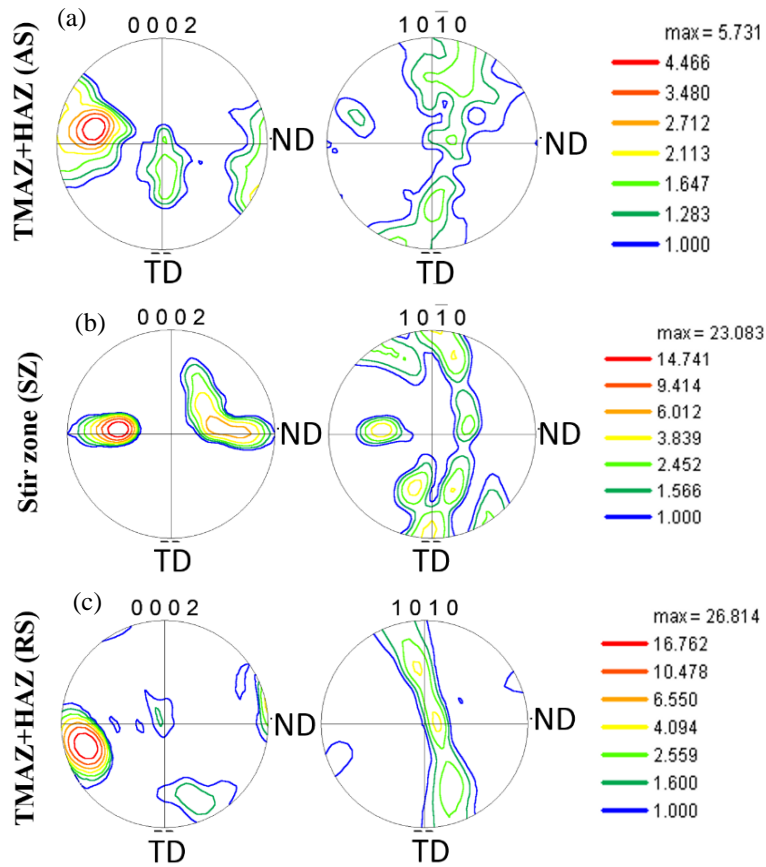 (a)
0 0 0 2
1 0 1̅ 0
max = 5.731
4.466
3.480
2.712
2.113
1.647
1.283
1.000
TMAZ+HAZ (AS)
ND
ND
TD
TD
(b)
0 0 0 2
1 0 1̅ 0
max = 23.083
14.741
9.414
6.012
3.839
2.452
1.566
1.000
Stir zone (SZ)
ND
ND
TD
TD
(c)
0 0 0 2
1 0 1 0
max = 26.814
16.762
10.478
6.550
4.094
2.559
1.600
1.000
TMAZ+HAZ (RS)
ND
ND
TD
TD